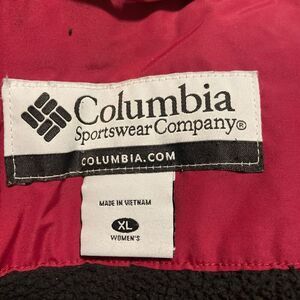 Columbia
Sportswear Company®
COLUMBIA.COM
MADE IN VIETNAM
XL
WOMEN'S